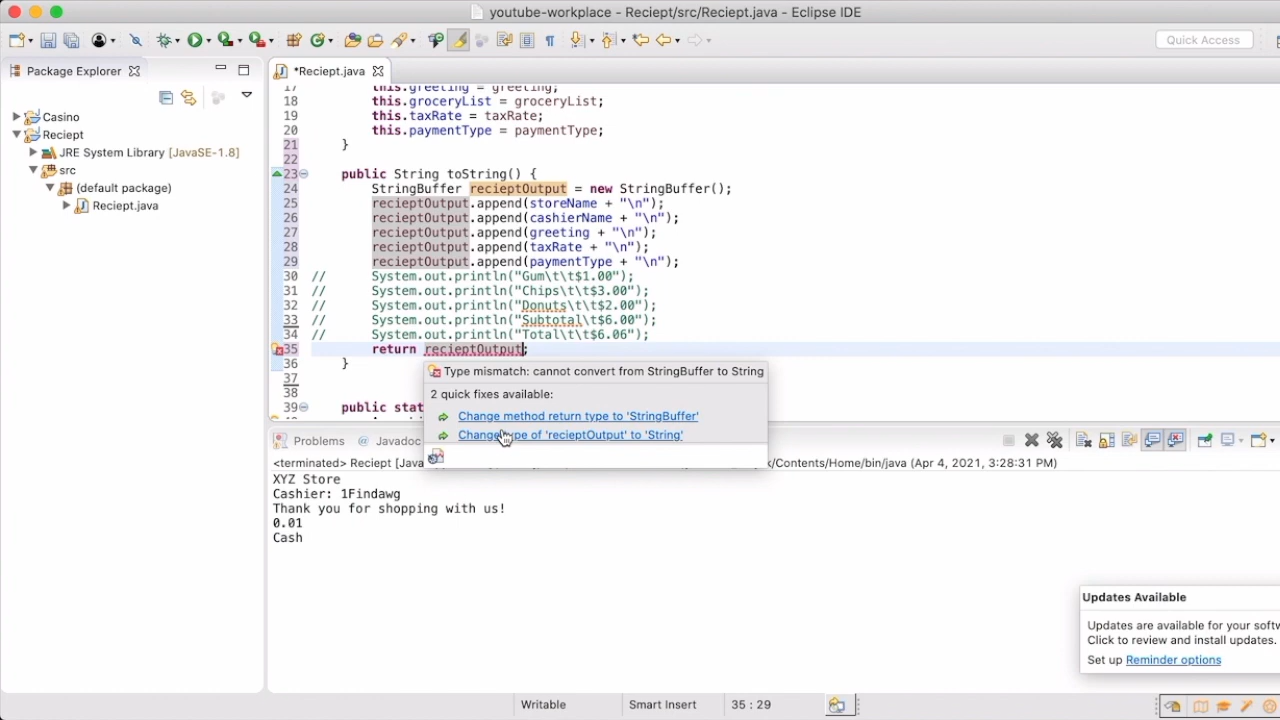 youtube-workplace - Reciept/src/Reciept.java - Eclipse IDE
Quick Access
Package Explorer
*Reciept.java
Casino
Reciept
JRE System Library [JavaSE-1.8]
src
(default package)
Reciept.java
17 this.greeting = greeting;
18 this.groceryList = groceryList;
19 this.taxRate = taxRate;
20 this.paymentType = paymentType;
21 }
22
23 public String toString() {
24 StringBuffer recieptOutput = new StringBuffer();
25 recieptOutput.append(storeName + "\n");
26 recieptOutput.append(cashierName + "\n");
27 recieptOutput.append(greeting + "\n");
28 recieptOutput.append(taxRate + "\n");
29 recieptOutput.append(paymentType + "\n");
30 // System.out.println("Gum\t\t$1.00");
31 // System.out.println("Chips\t\t$3.00");
32 // System.out.println("Donuts\t\t$2.00");
33 // System.out.println("Subtotal\t$6.00");
34 // System.out.println("Total\t\t$6.06");
35 return recieptOutput;
36 }
37
38
39 public stat
Type mismatch: cannot convert from StringBuffer to String
2 quick fixes available:
Change method return type to 'StringBuffer'
Change type of 'recieptOutput' to 'String'
Problems @ Javadoc
<terminated> Reciept [Java x/Contents/Home/bin/java (Apr 4, 2021, 3:28:31 PM)
XYZ Store
Cashier: 1Findawg
Thank you for shopping with us!
0.01
Cash
Updates Available
Updates are available for your softw
Click to review and install updates.
Set up Reminder options
Writable
Smart Insert
35 : 29